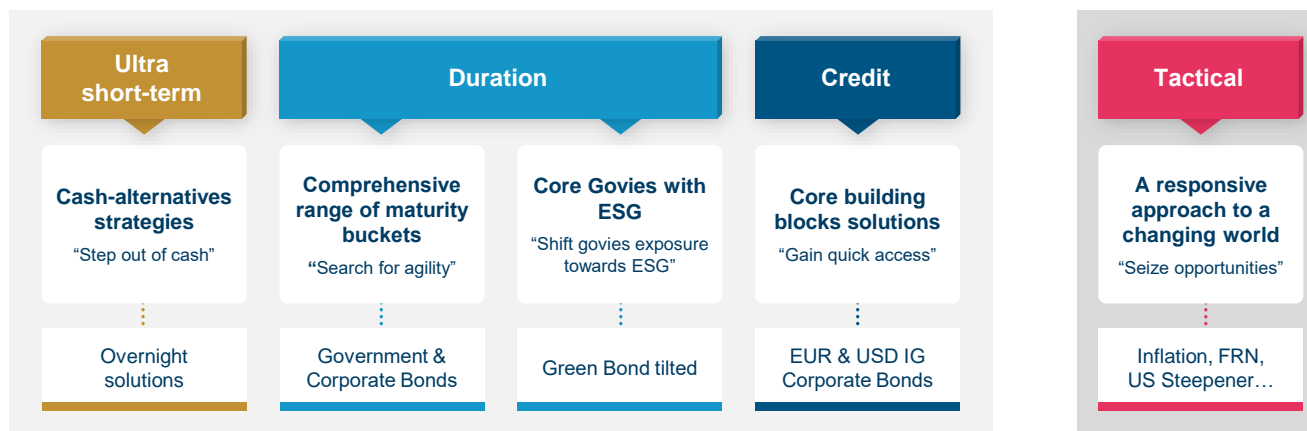 Ultra
short-term
Duration
Credit
Tactical
Cash-alternatives
strategies
“Step out of cash”
Comprehensive
range of maturity
buckets
“Search for agility”
Core Govies with
ESG
“Shift govies exposure
towards ESG”
Core building
blocks solutions
“Gain quick access”
A responsive
approach to a
changing world
“Seize opportunities”
Overnight
solutions
Government &
Corporate Bonds
Green Bond tilted
EUR & USD IG
Corporate Bonds
Inflation, FRN,
US Steepener…